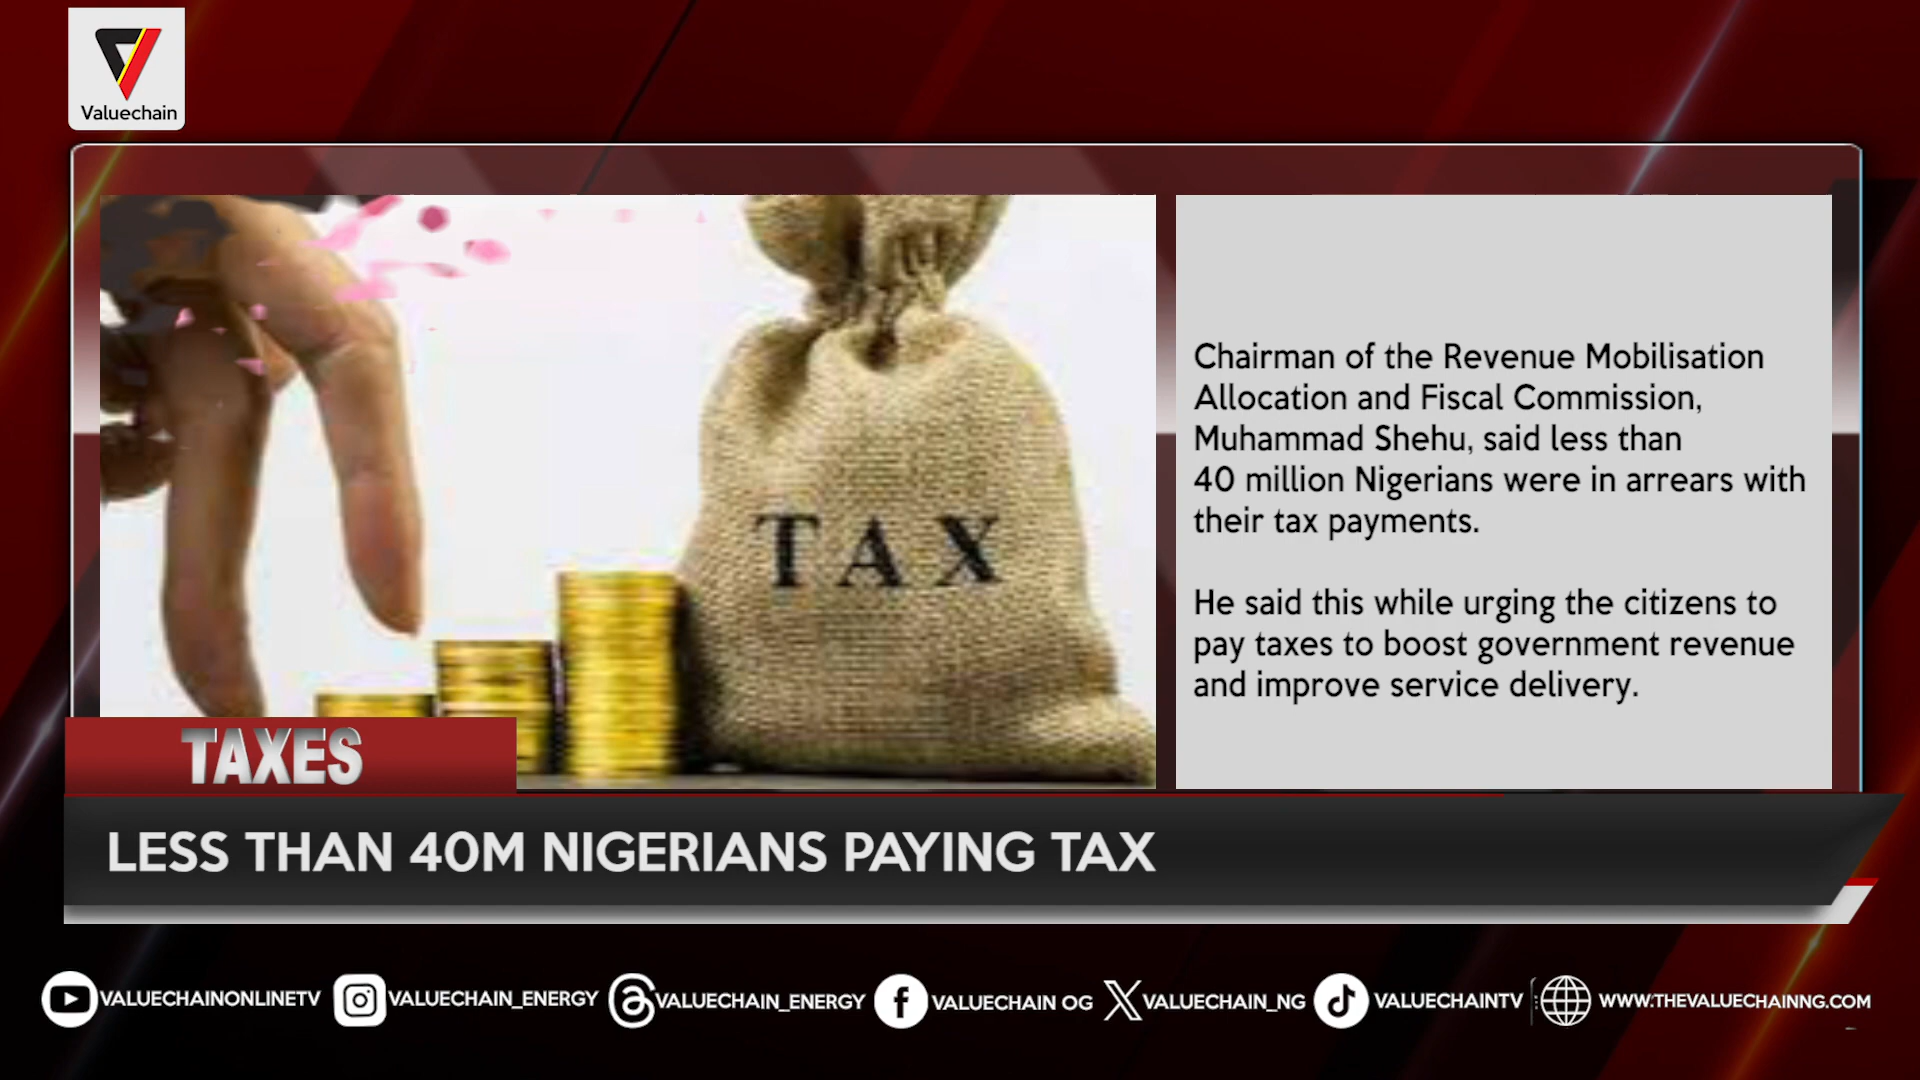 Valuechain
TAX
Chairman of the Revenue Mobilisation
Allocation and Fiscal Commission,
Muhammad Shehu, said less than
40 million Nigerians were in arrears with
their tax payments.
He said this while urging the citizens to
pay taxes to boost government revenue
and improve service delivery.
TAXES
LESS THAN 40M NIGERIANS PAYING TAX
VALUECHAINONLINETV VALUECHAIN_ENERGY VALUECHAIN_ENERGY VALUECHAIN OG VALUECHAIN_NG VALUECHAINTV WWW.THEVALUECHAINNG.COM